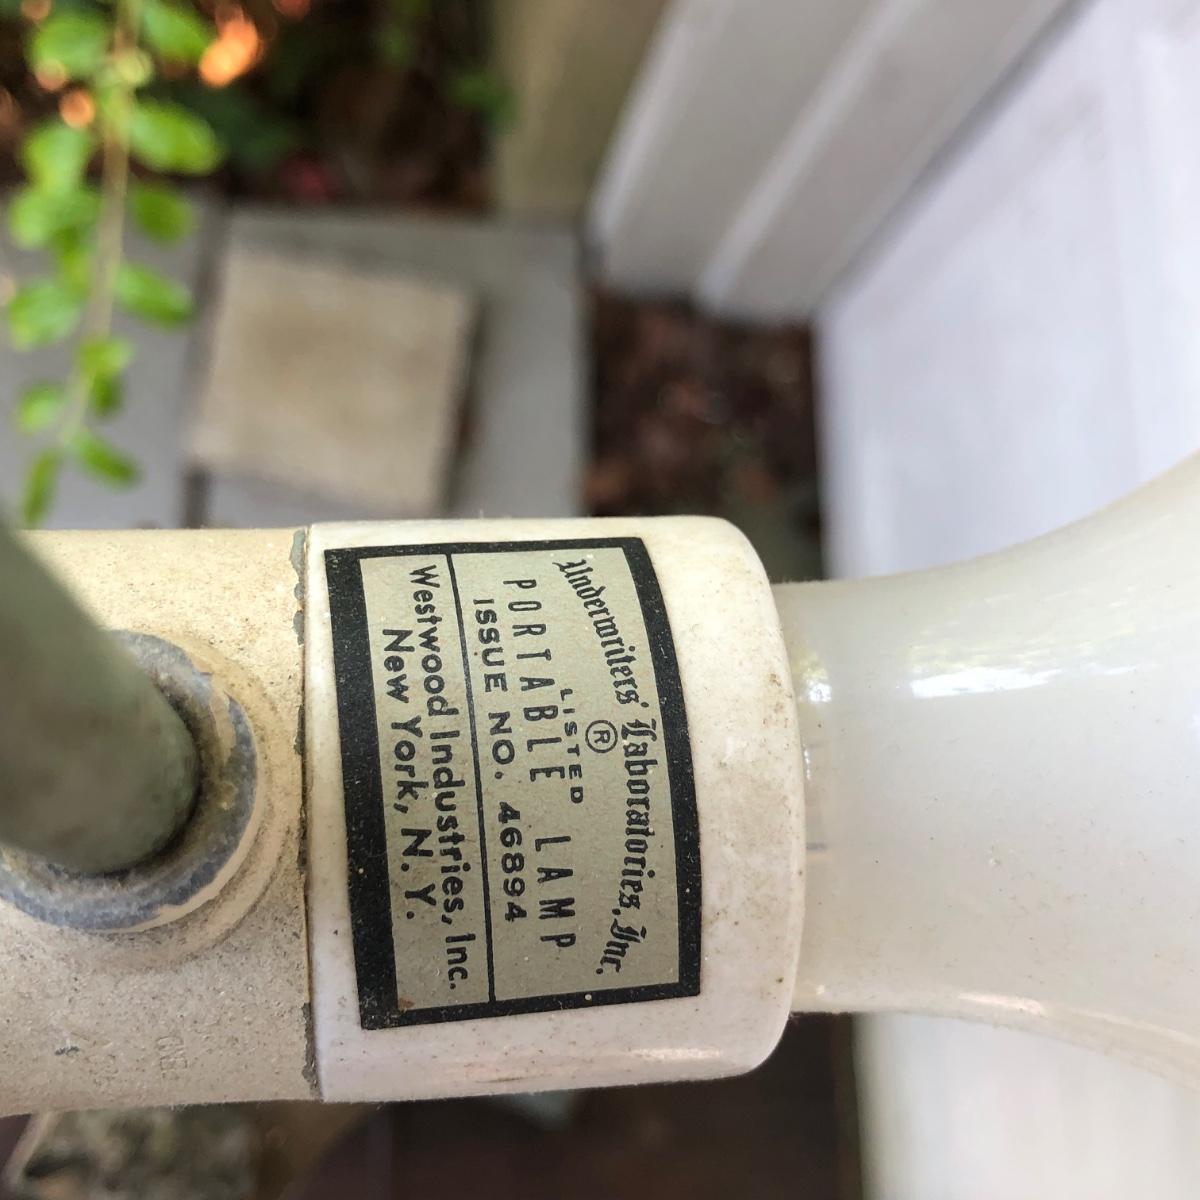 Underwriters' Laboratories, Inc.
®
LISTED
PORTABLE LAMP
ISSUE NO. 46894
Westwood Industries, Inc.
New York, N.Y.